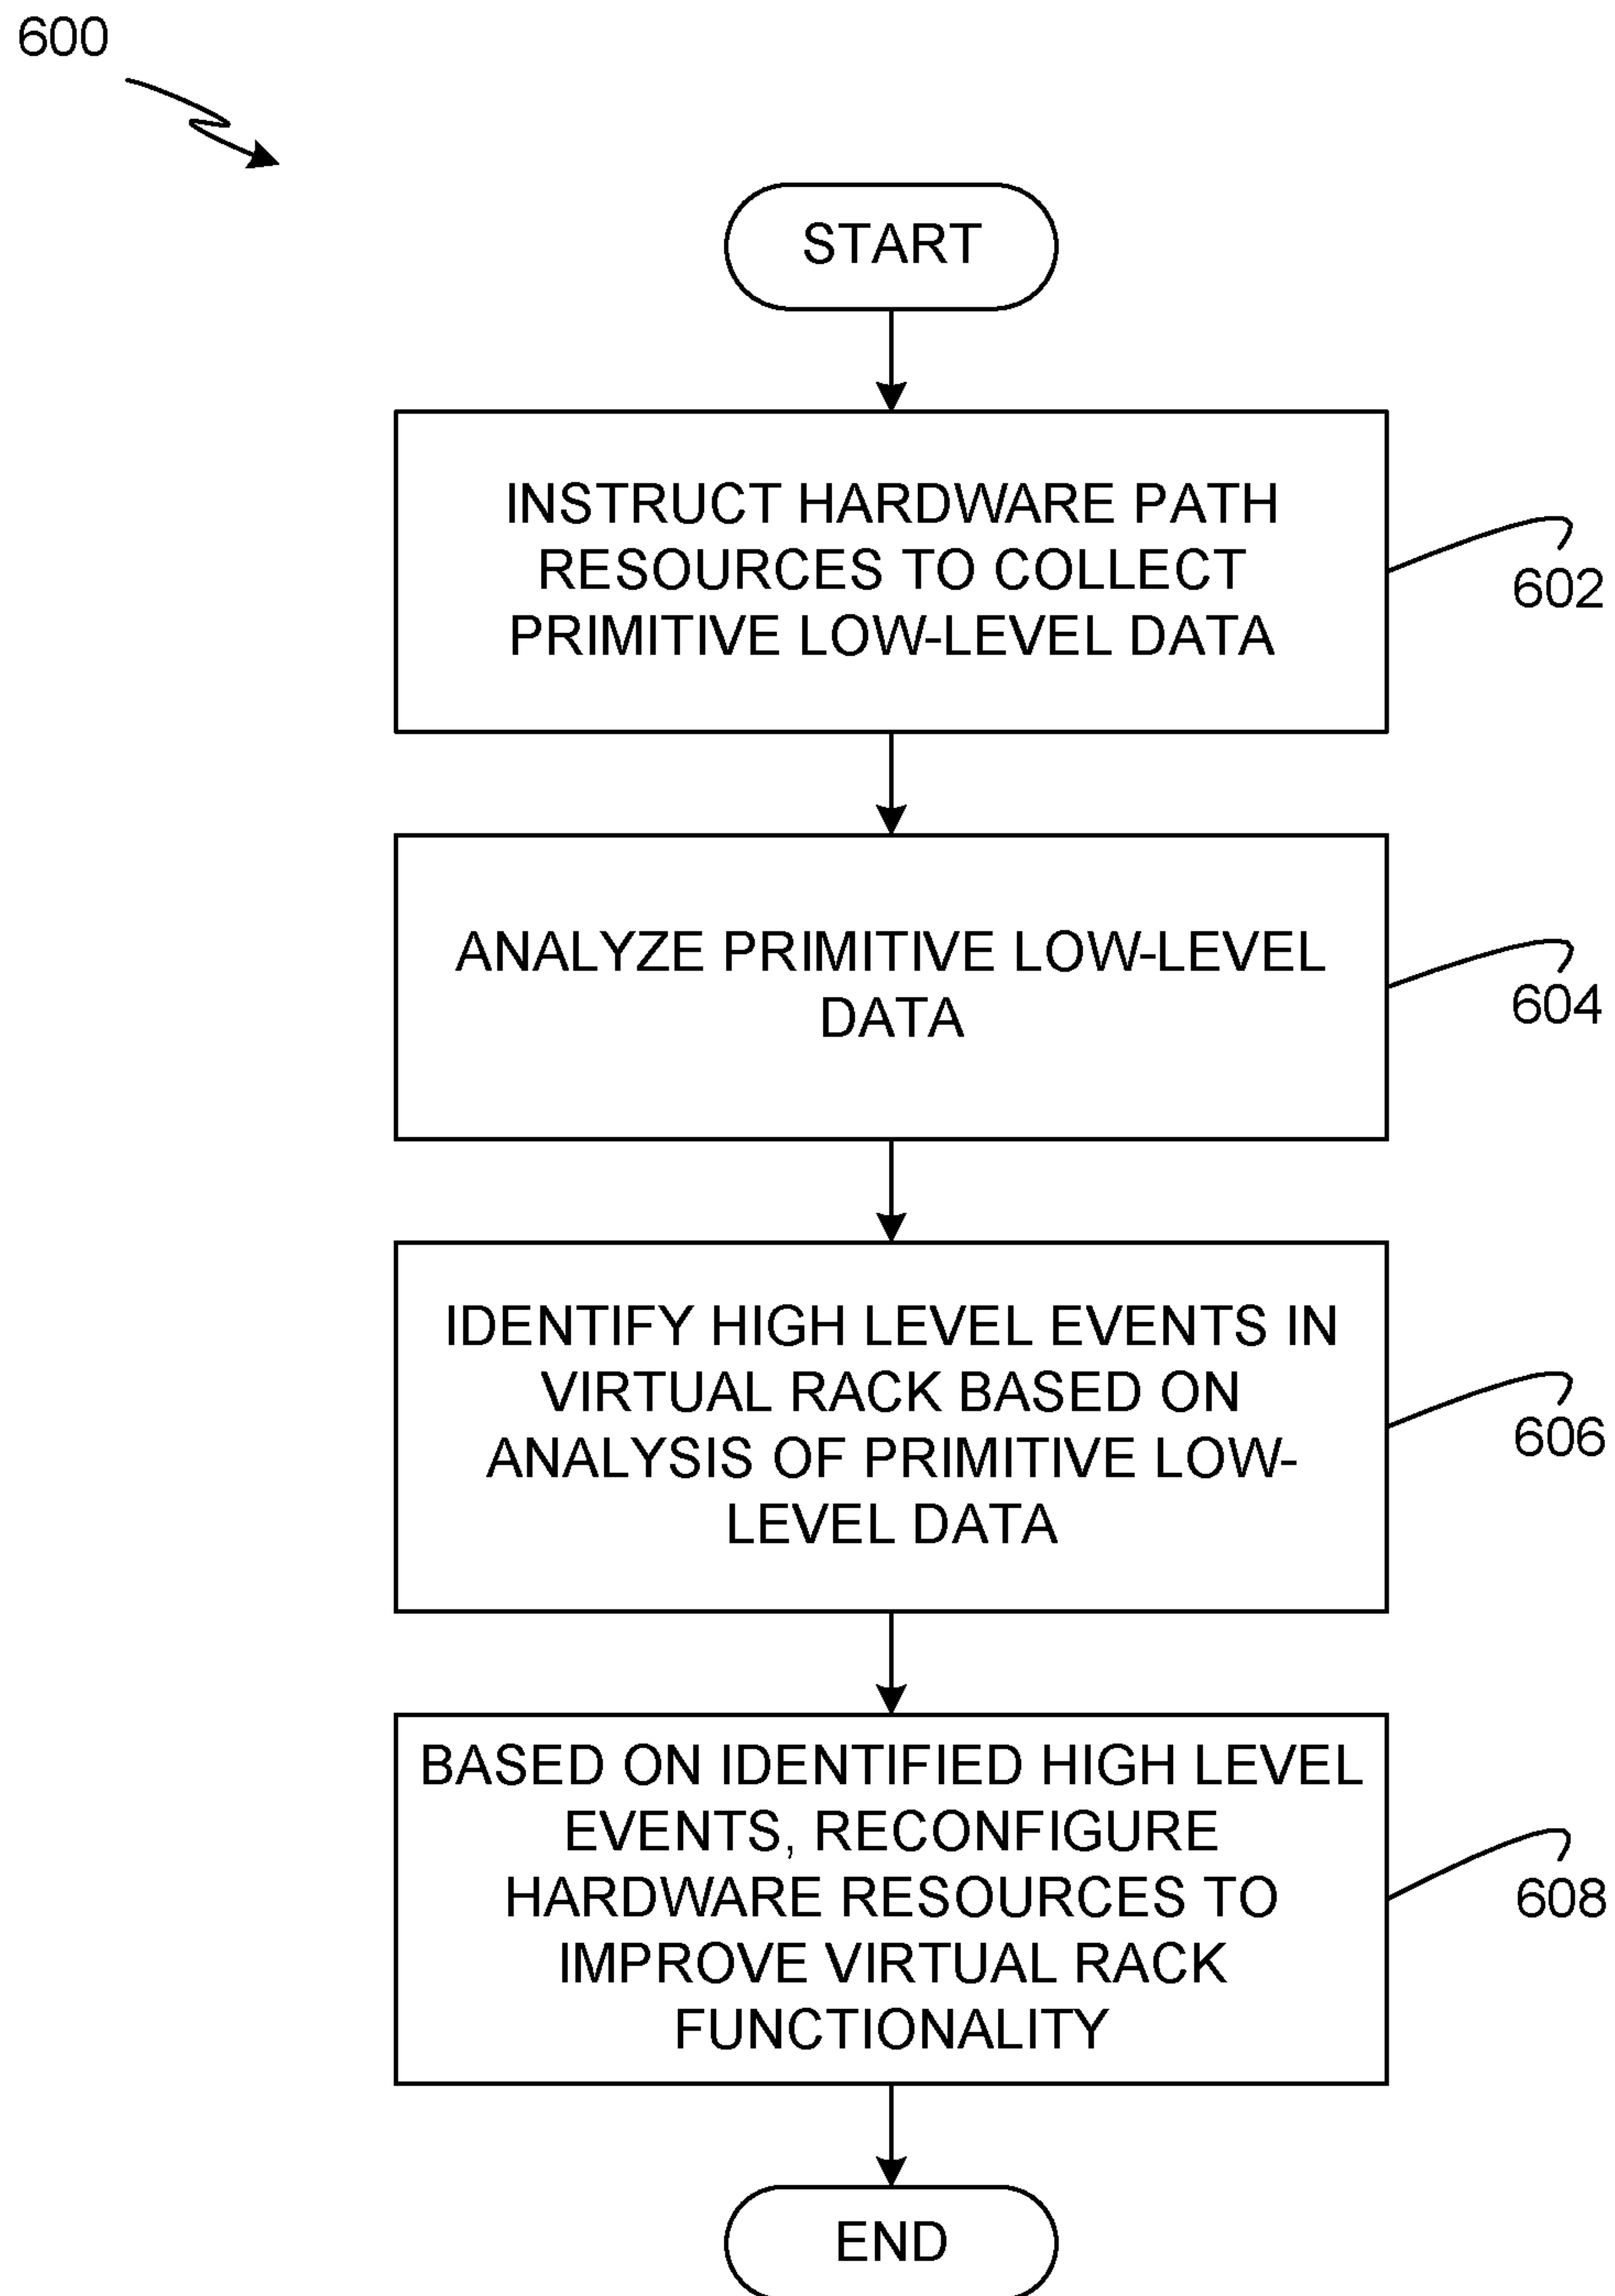 600
START
INSTRUCT HARDWARE PATH
RESOURCES TO COLLECT
PRIMITIVE LOW-LEVEL DATA
602
ANALYZE PRIMITIVE LOW-LEVEL
DATA
604
IDENTIFY HIGH LEVEL EVENTS IN
VIRTUAL RACK BASED ON
ANALYSIS OF PRIMITIVE LOW-
LEVEL DATA
606
BASED ON IDENTIFIED HIGH LEVEL
EVENTS, RECONFIGURE
HARDWARE RESOURCES TO
IMPROVE VIRTUAL RACK
FUNCTIONALITY
608
END